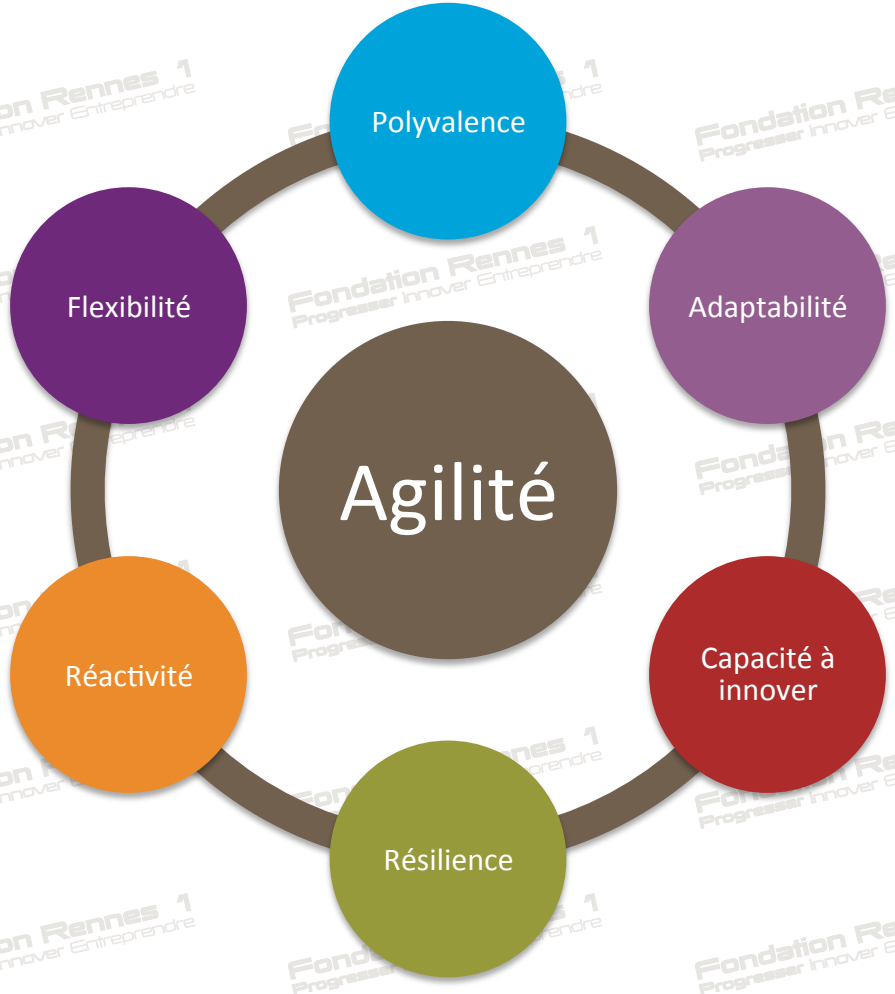 Polyvalence
Flexibilité
Adaptabilité
Agilité
Réactivité
Capacité à
innover
Résilience
Fondation Rennes 1
Progresser Innover Entreprendre